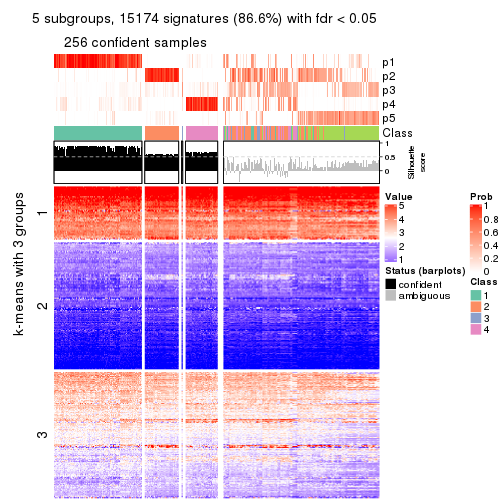 5 subgroups, 15174 signatures (86.6%) with fdr < 0.05
256 confident samples
p1
p2
p3
p4
p5
Class
1
0.5
0
Silhouette
score
k-means with 3 groups
1
2
3
Value
5
4
3
2
1
Prob
1
0.8
0.6
0.4
0.2
0
Status (barplots)
confident
ambiguous
Class
1
2
3
4